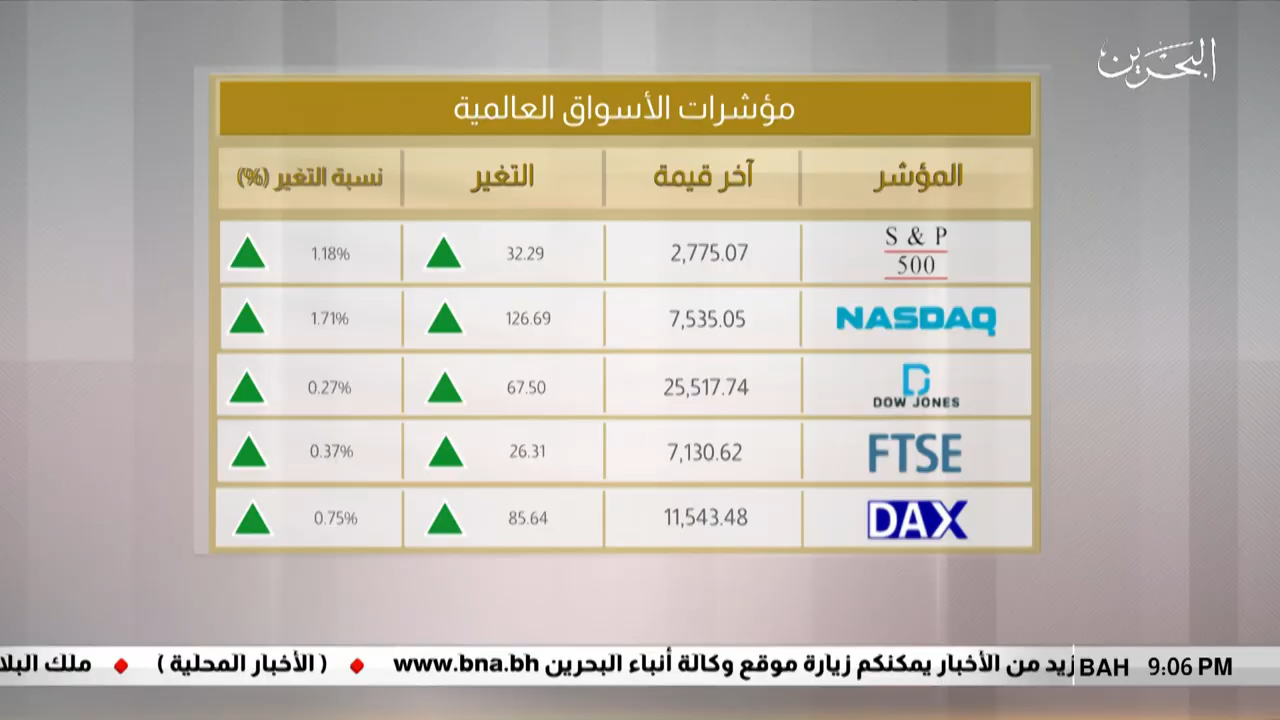 البحرين
مؤشرات الأسواق العالمية
المؤشر آخر قيمة التغير نسبة التغير (%)
S & P
500
2,775.07 32.29 1.18%
NASDAQ 7,535.05 126.69 1.71%
DOW JONES 25,517.74 67.50 0.27%
FTSE 7,130.62 26.31 0.37%
DAX 11,543.48 85.64 0.75%
BAH 9:06 PM
من الأخبار يمكنكم زيارة موقع وكالة أنباء البحرين www.bna.bh ( الأخبار المحلية ) ملك